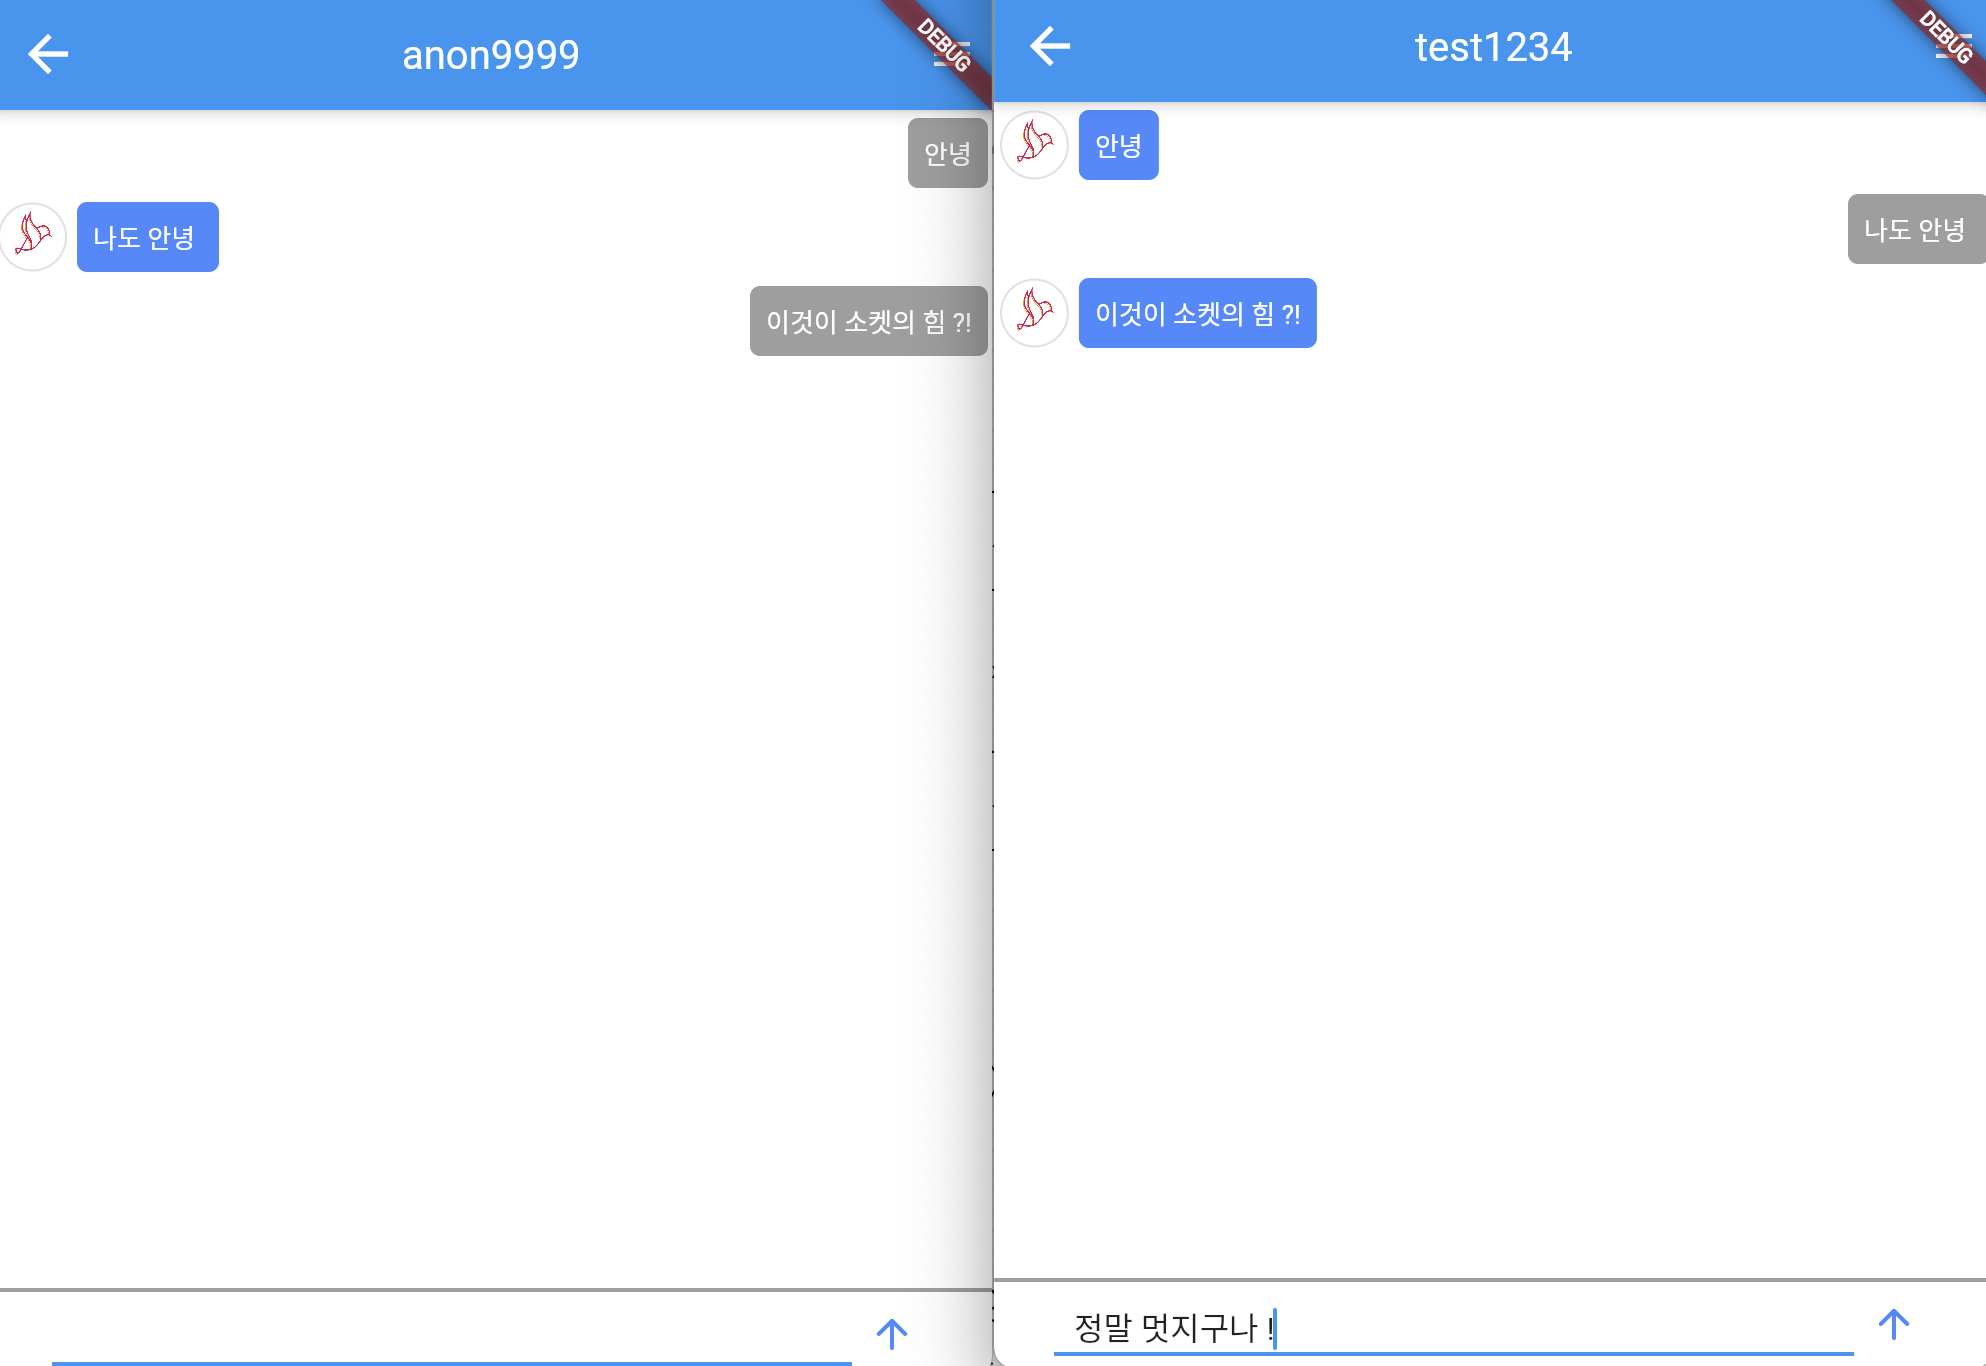 anon9999
DEBUG
안녕
나도 안녕
이것이 소켓의 힘 ?!
test1234
DEBUG
안녕
나도 안녕
이것이 소켓의 힘 ?!
정말 멋지구나 !